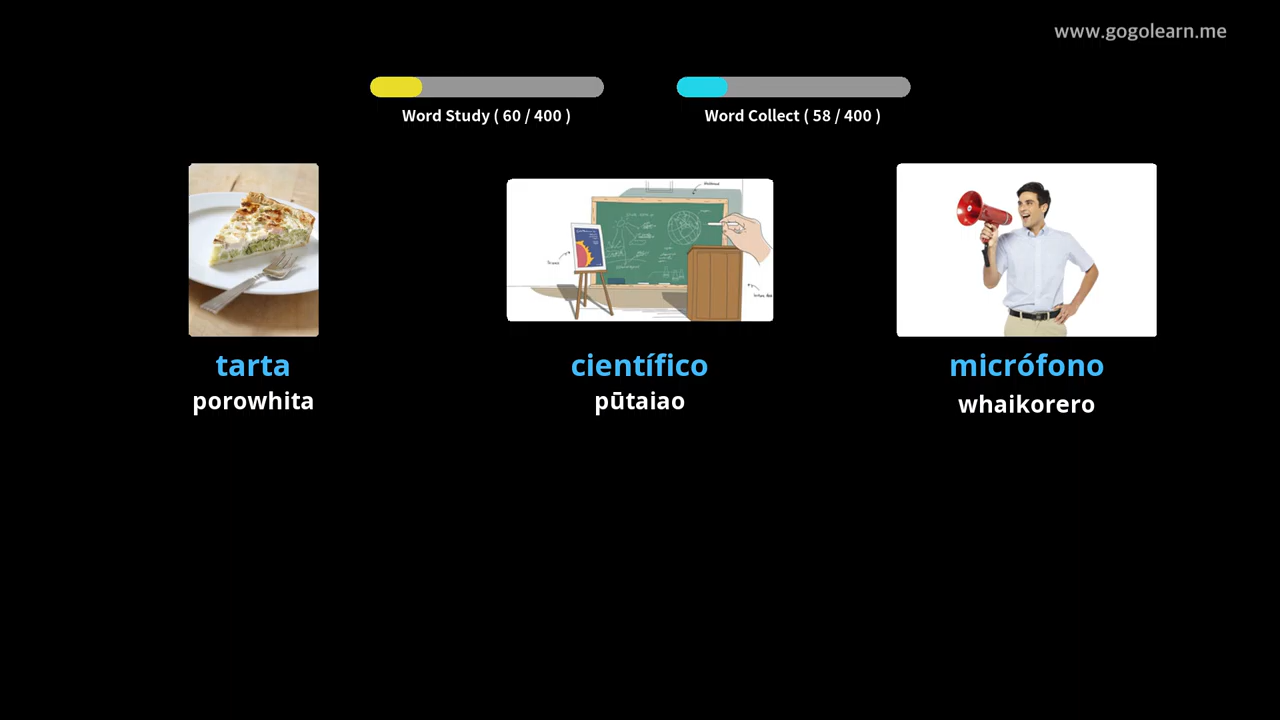 www.gogolearn.me
Word Study ( 60 / 400 )
Word Collect ( 58 / 400 )
tarta
porowhita
científico
pūtaiao
micrófono
whaikorero